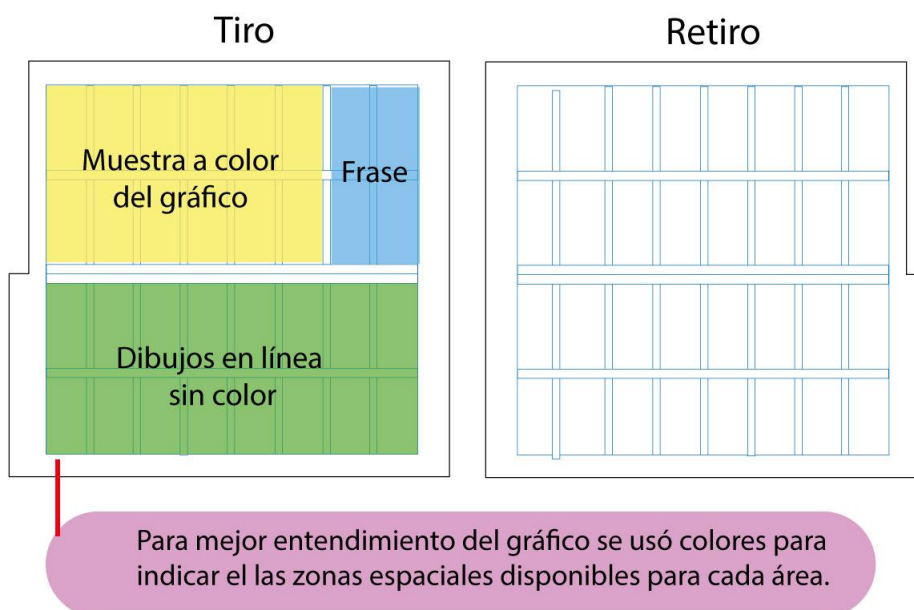 Tiro
Retiro
Muestra a color
del gráfico
Frase
Dibujos en línea
sin color
Para mejor entendimiento del gráfico se usó colores para
indicar el las zonas espaciales disponibles para cada área.